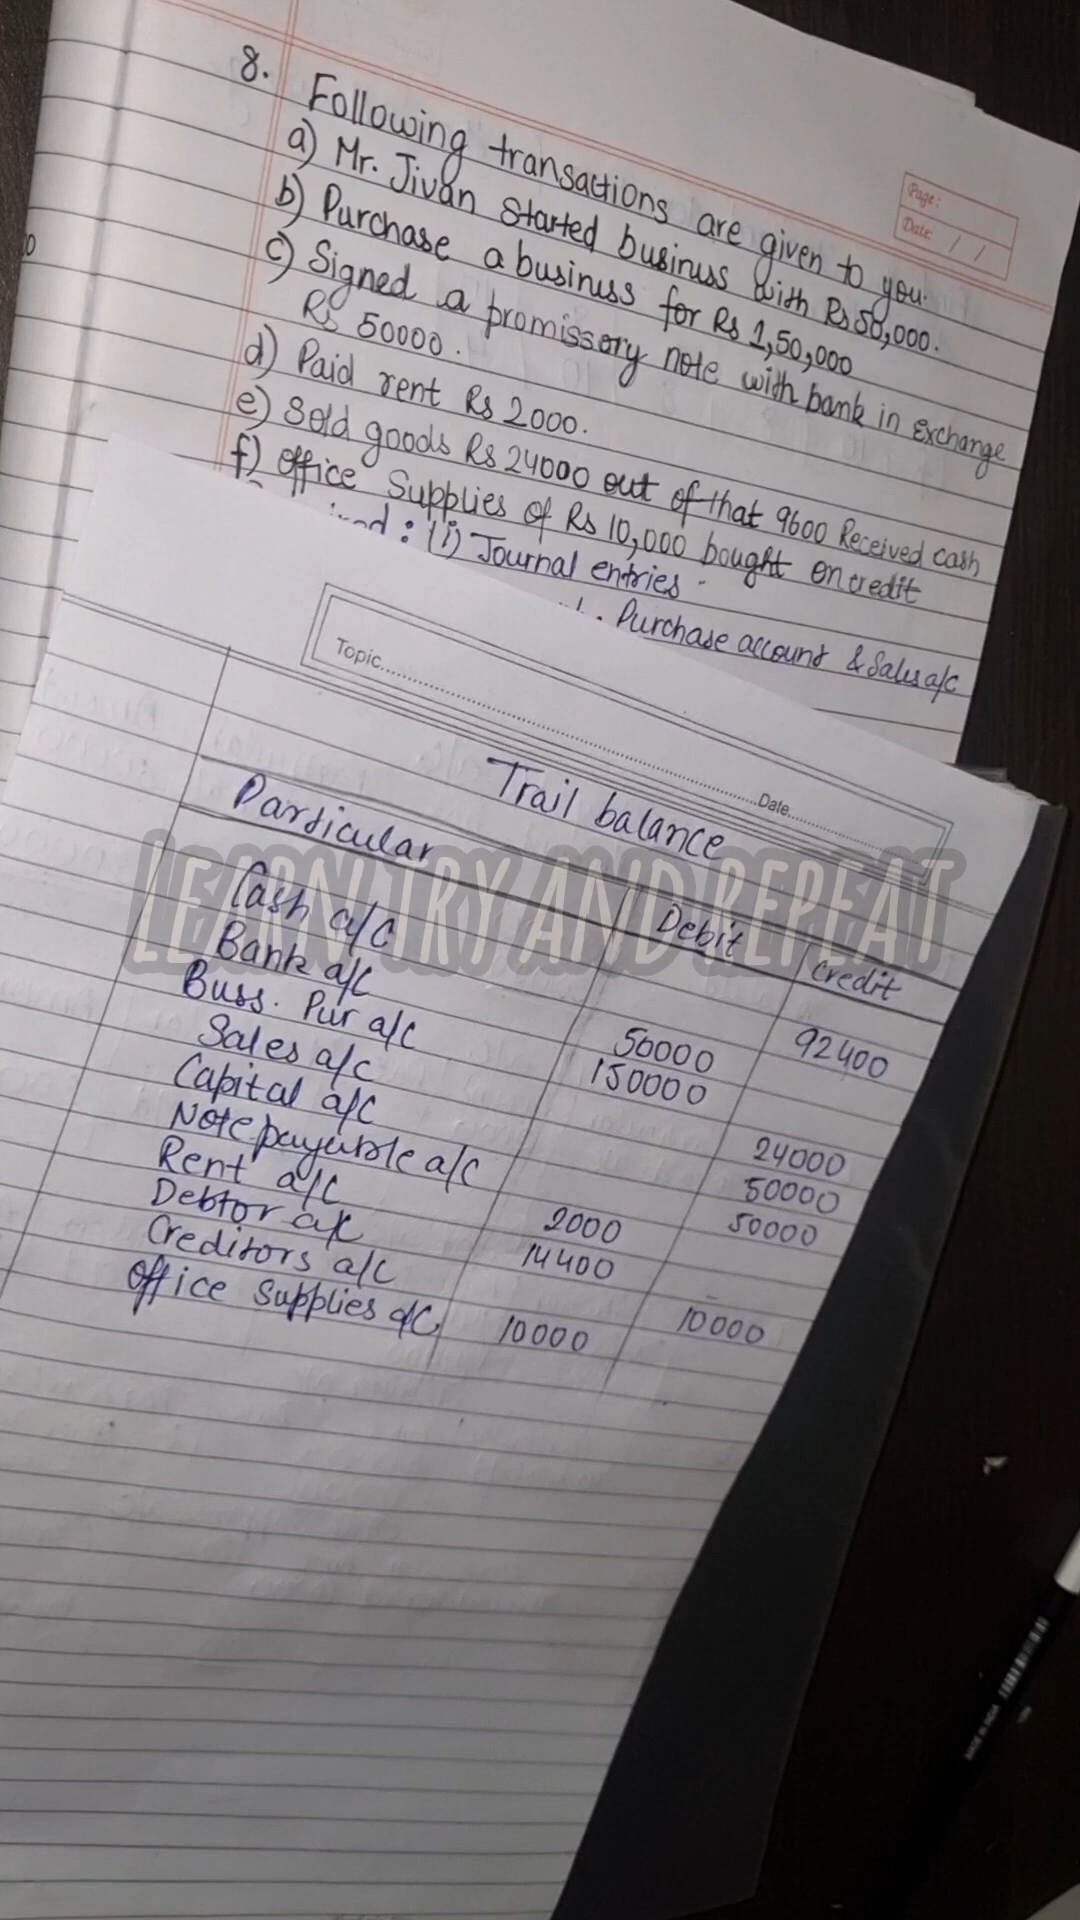 8. Following transactions are given to you.
a) Mr. Jivan started business with Rs 50,000.
b) Purchase a business for Rs 1,50,000
c) Signed a promissory note with bank in exchange
Rs 50000.
d) Paid rent Rs 2000.
e) Sold goods Rs 24000 out of that 9600 Received cash
f) office Supplies of Rs 10,000 bought on credit
: (i) Journal entries.
Purchase account & Sales a/c
Page:
Date: / /
Topic
Date
Trail balance
Particular Debit Credit
Cash a/c 92400
Bank a/c 50000
Buss. Pur a/c 150000
Sales a/c 24000
Capital a/c 50000
Note payable a/c 50000
Rent a/c 2000
Debtor a/c 14400
Creditors a/c 10000
office Supplies a/c 10000
LEARN TRY AND REPEAT
MADE IN INDIA